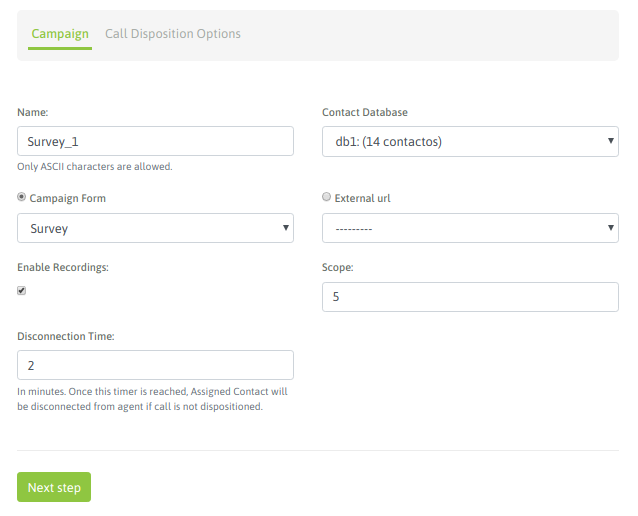 Campaign Call Disposition Options
Name: Contact Database
Survey_1 db1: (14 contactos)
Only ASCII characters are allowed.
Campaign Form External url
Survey ---------
Enable Recordings: Scope:
5
Disconnection Time:
2
In minutes. Once this timer is reached, Assigned Contact will
be disconnected from agent if call is not dispositioned.
Next step